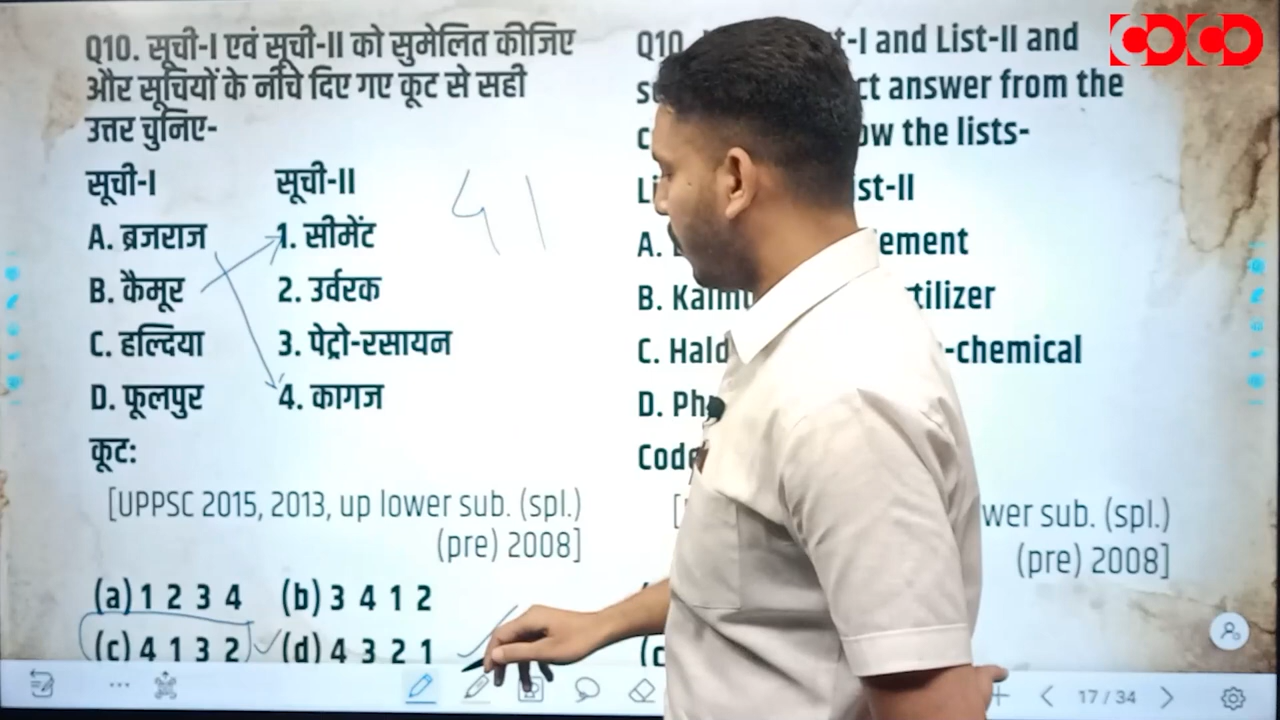 Q10. सूची-I एवं सूची-II को सुमेलित कीजिए
और सूचियों के नीचे दिए गए कूट से सही
उत्तर चुनिए-
सूची-I सूची-II
A. ब्रजराज 1. सीमेंट
B. कैमूर 2. उर्वरक
C. हल्दिया 3. पेट्रो-रसायन
D. फूलपुर 4. कागज
कूट:
[UPPSC 2015, 2013, up lower sub. (spl.)
(pre) 2008]
(a) 1 2 3 4 (b) 3 4 1 2
(c) 4 1 3 2 (d) 4 3 2 1
4 1
Q10. t-I and List-II and
ct answer from the
ow the lists-
st-II
A. ement
B. Kaimu tilizer
C. Hald -chemical
D. Ph
Code
wer sub. (spl.)
(pre) 2008]
17 / 34